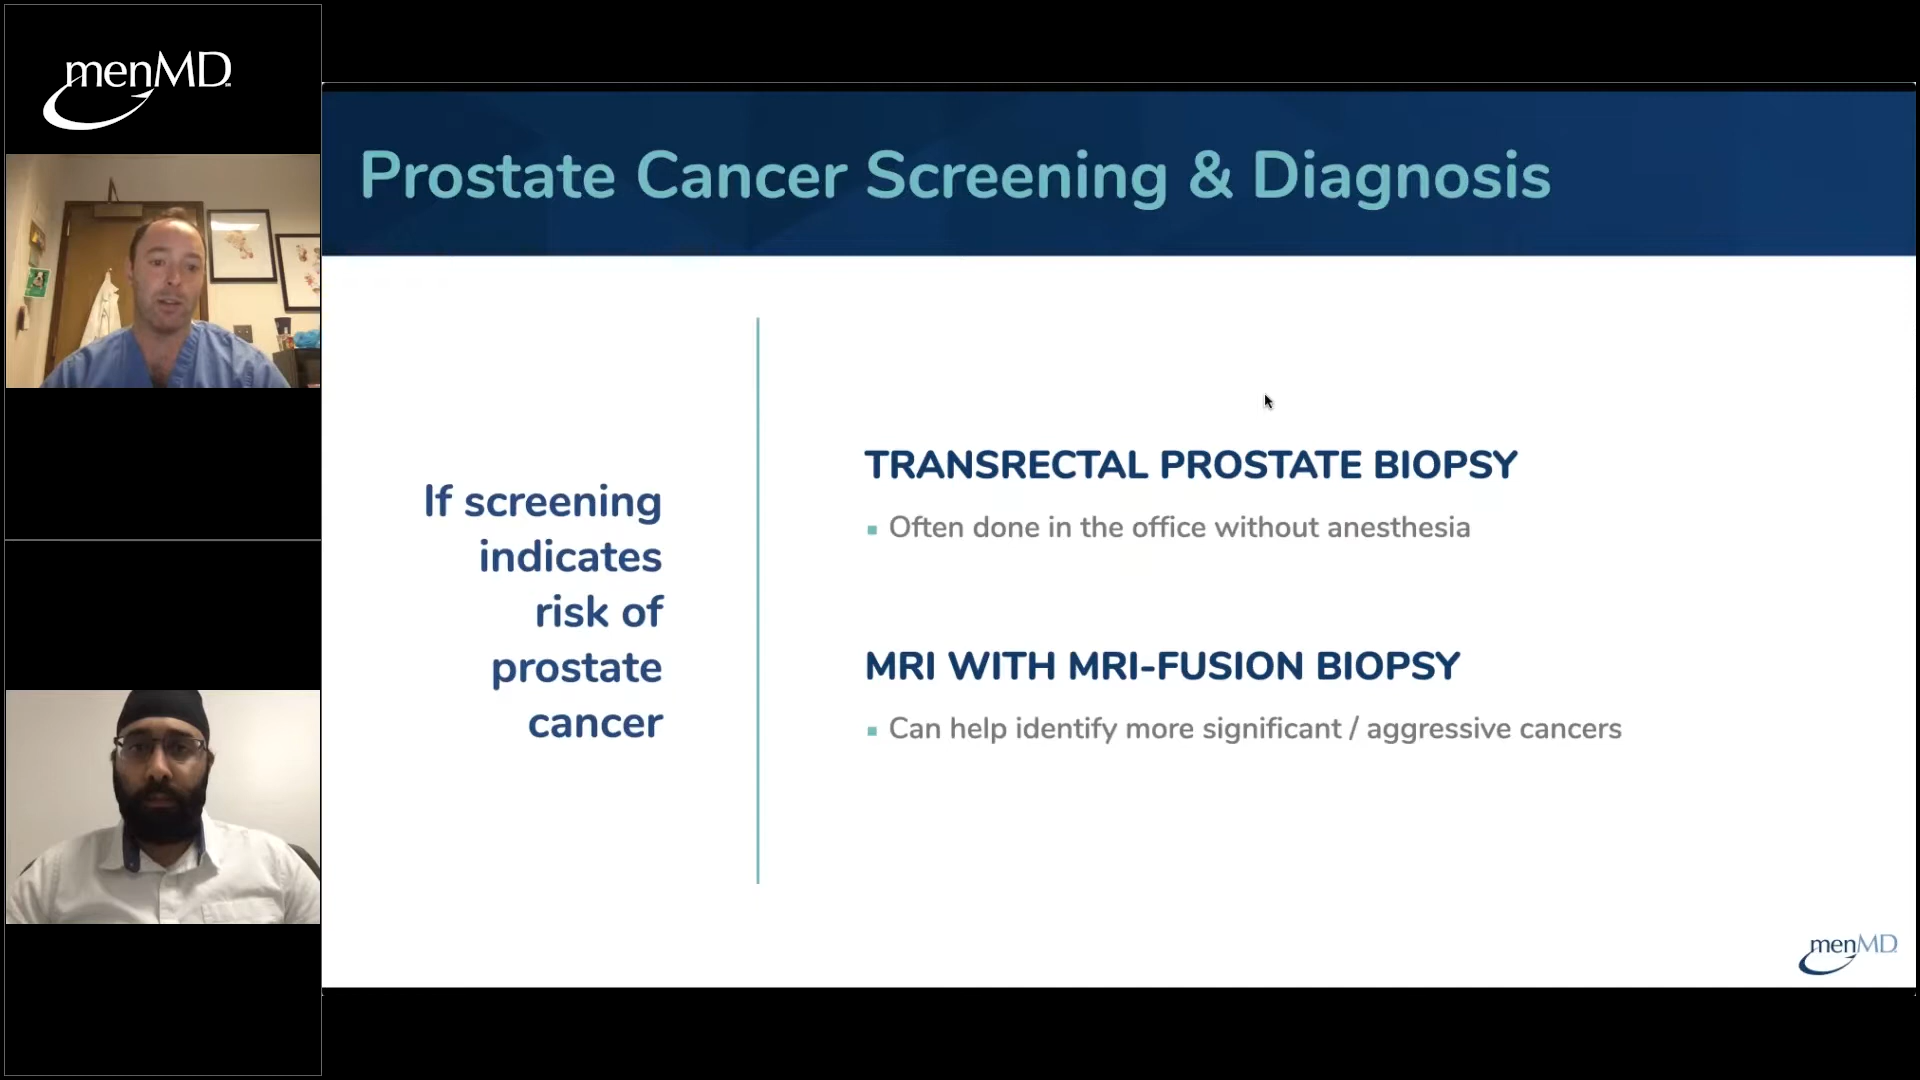 menMD
Prostate Cancer Screening & Diagnosis
If screening
indicates
risk of
prostate
cancer
TRANSRECTAL PROSTATE BIOPSY
▪ Often done in the office without anesthesia
MRI WITH MRI-FUSION BIOPSY
▪ Can help identify more significant / aggressive cancers
menMD